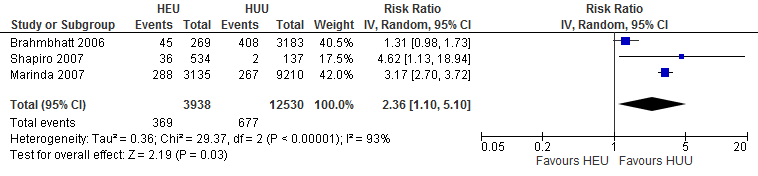 HEU HUU Risk Ratio Risk Ratio
Study or Subgroup Events Total Events Total Weight IV, Random, 95% CI IV, Random, 95% CI
Brahmbhatt 2006 45 269 408 3183 40.5% 1.31 [0.98, 1.73]
Shapiro 2007 36 534 2 137 17.5% 4.62 [1.13, 18.94]
Marinda 2007 288 3135 267 9210 42.0% 3.17 [2.70, 3.72]
Total (95% CI) 3938 12530 100.0% 2.36 [1.10, 5.10]
Total events 369 677
Heterogeneity: Tau² = 0.36; Chi² = 29.37, df = 2 (P < 0.00001); I² = 93%
Test for overall effect: Z = 2.19 (P = 0.03)
0.05 0.2 1 5 20
Favours HEU Favours HUU